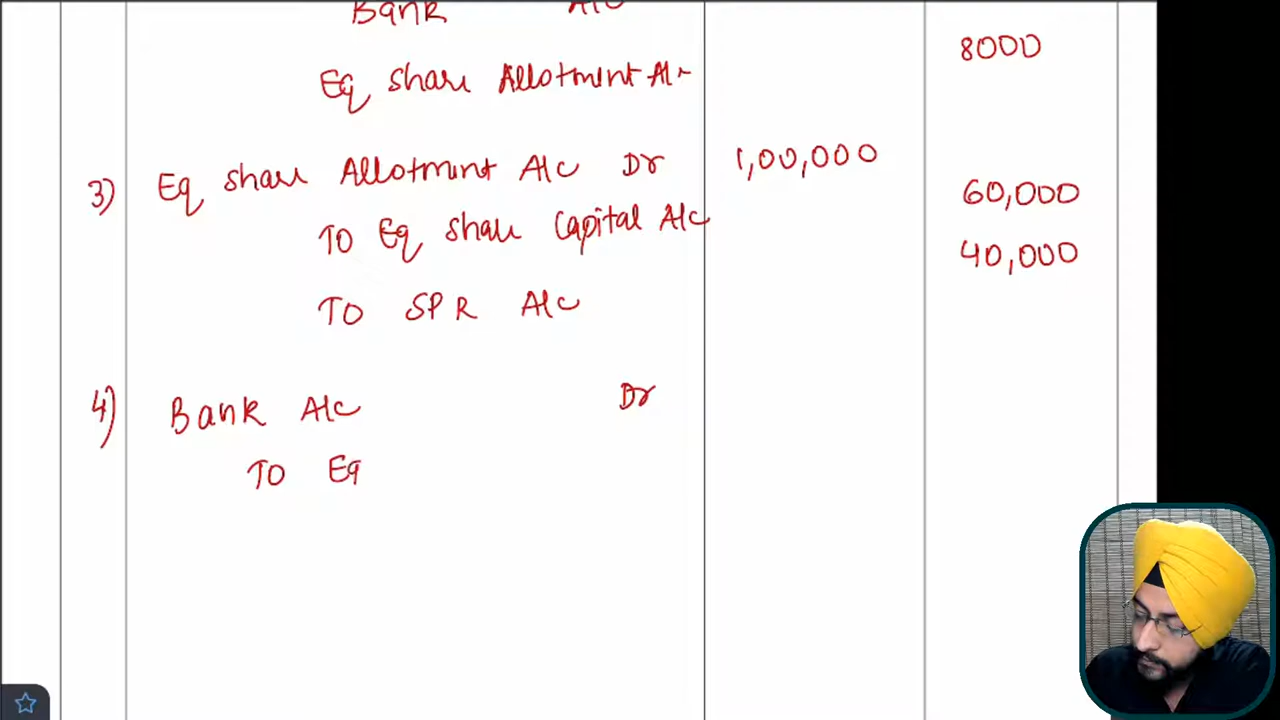 Bank A/c
8000
Eq share Allotment A/c
3) Eq share Allotment A/c Dr 1,00,000
60,000
To Eq share Capital A/c
40,000
To SPR A/c
4) Bank A/c Dr
To Eq